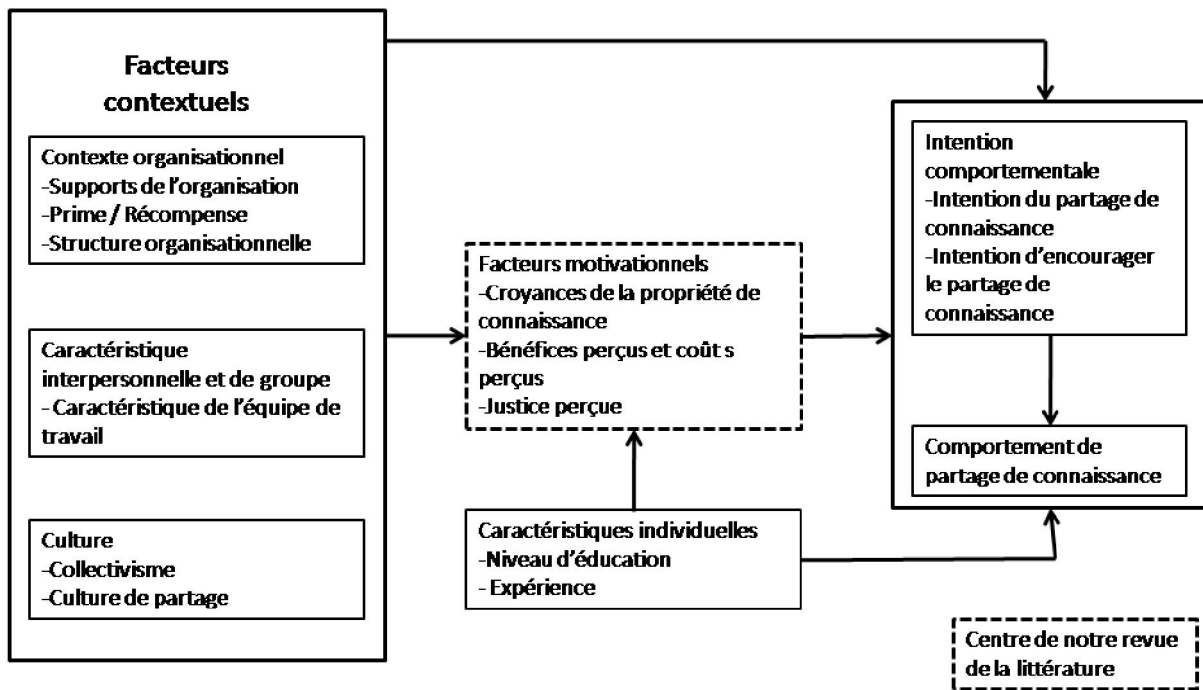 Facteurs
contextuels
Contexte organisationnel
-Supports de l'organisation
-Prime / Récompense
-Structure organisationnelle
Caractéristique
interpersonnelle et de groupe
- Caractéristique de l'équipe de
travail
Culture
-Collectivisme
-Culture de partage
Facteurs motivationnels
-Croyances de la propriété de
connaissance
-Bénéfices perçus et coût s
perçus
-Justice perçue
Caractéristiques individuelles
-Niveau d'éducation
- Expérience
Intention
comportementale
-Intention du partage de
connaissance
-Intention d'encourager
le partage de
connaissance
Comportement de
partage de connaissance
Centre de notre revue
de la littérature